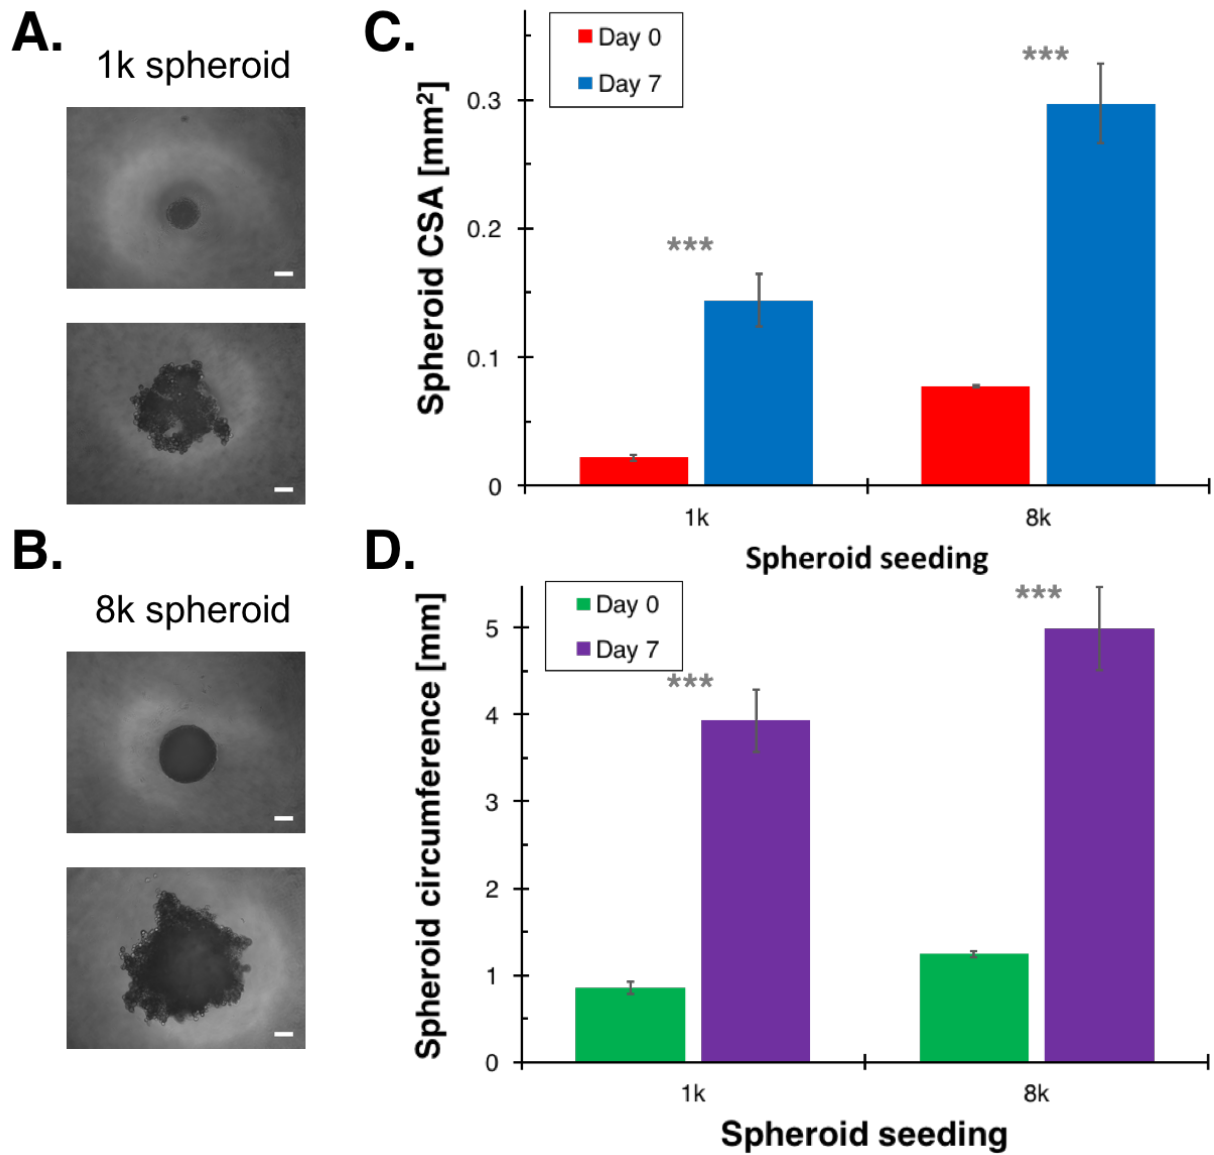 A.
1k spheroid
B.
8k spheroid
C.
Day 0
Day 7
Spheroid CSA [mm²]
0.3
0.2
0.1
0
***
***
1k
8k
Spheroid seeding
D.
Day 0
Day 7
Spheroid circumference [mm]
5
4
3
2
1
0
***
***
1k
8k
Spheroid seeding